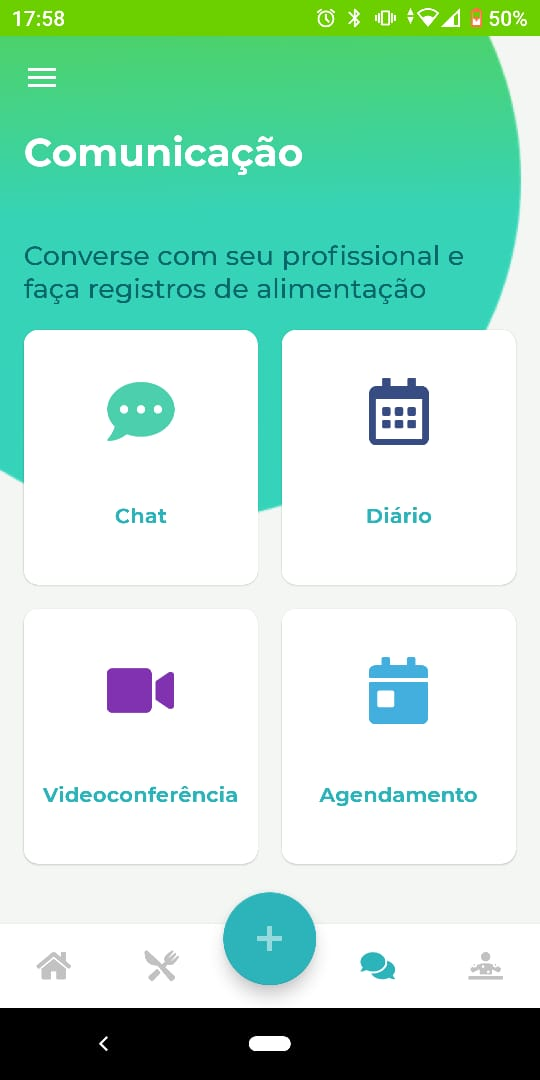 17:58
50%
Comunicação
Converse com seu profissional e
faça registros de alimentação
Chat
Diário
Videoconferência
Agendamento